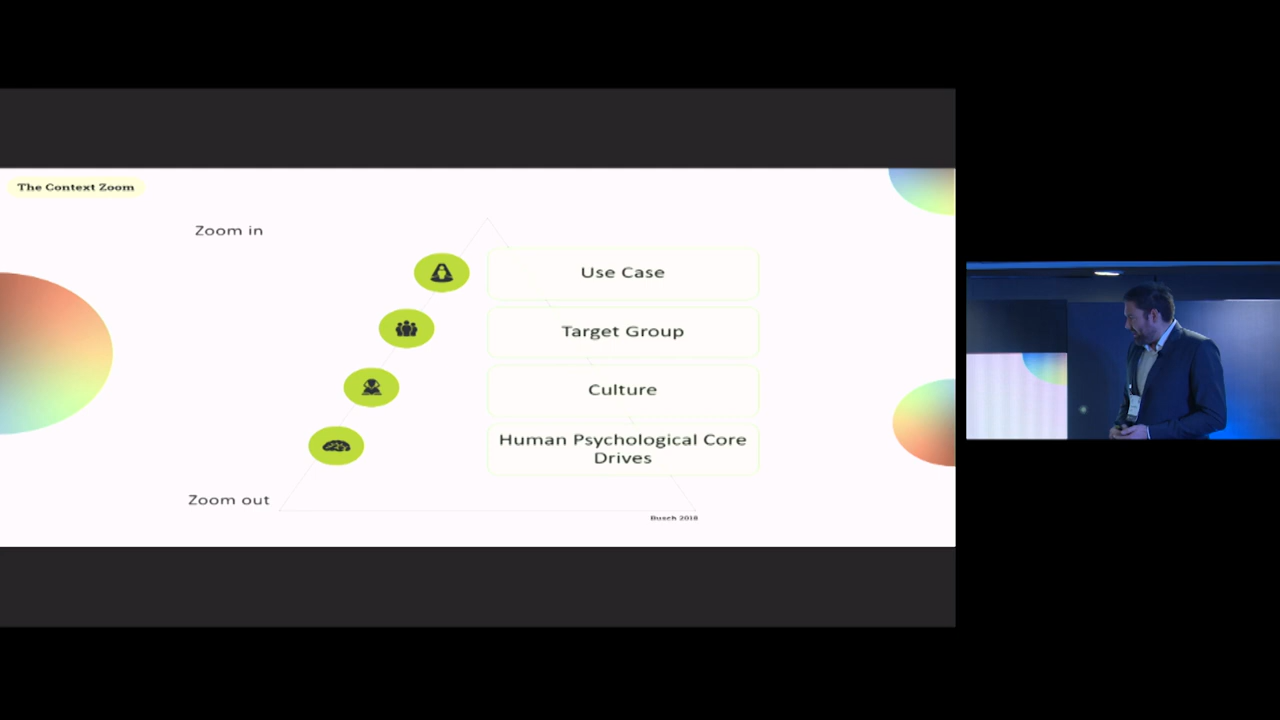 The Context Zoom
Zoom in
Use Case
Target Group
Culture
Human Psychological Core
Drives
Zoom out
Busch 2018